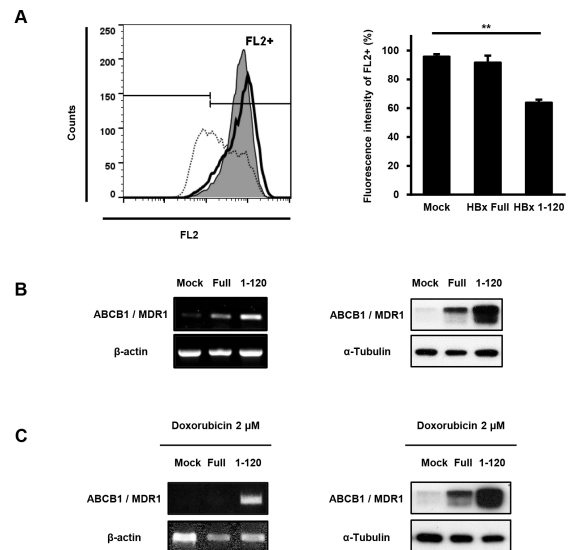 A
250
200
150
100
50
0
Counts
FL2+
FL2
Fluorescence intensity of FL2+ (%)
100
80
60
40
20
0
**
Mock HBx Full HBx 1-120
B
Mock Full 1-120
ABCB1 / MDR1
β-actin
Mock Full 1-120
ABCB1 / MDR1
α-Tubulin
C
Doxorubicin 2 μM
Mock Full 1-120
ABCB1 / MDR1
β-actin
Doxorubicin 2 μM
Mock Full 1-120
ABCB1 / MDR1
α-Tubulin